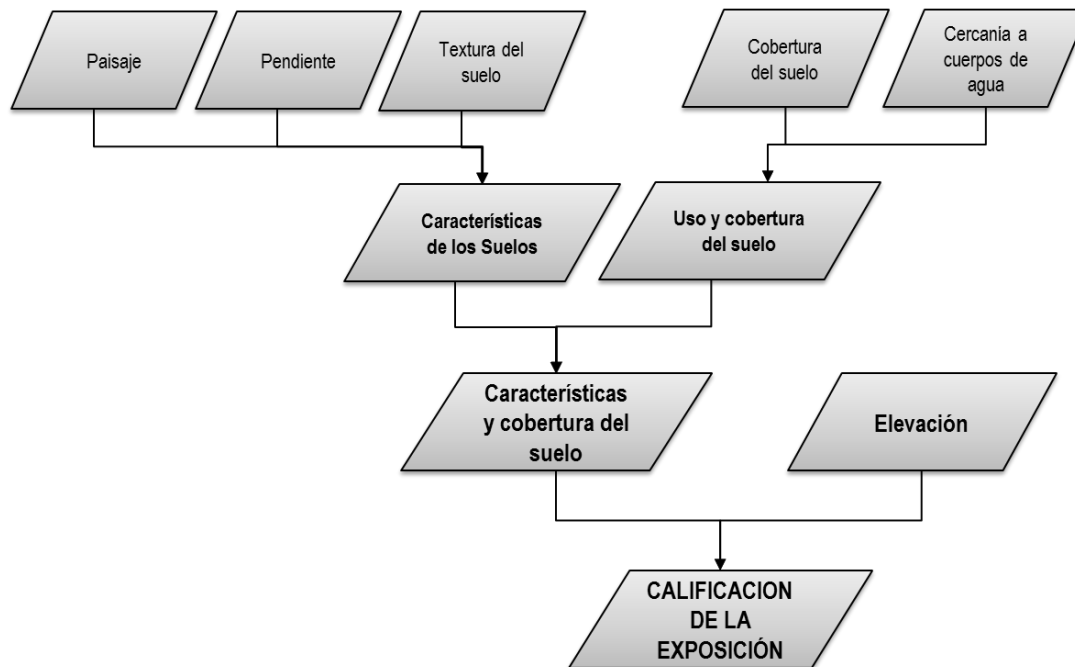 Paisaje
Pendiente
Textura del
suelo
Cobertura
del suelo
Cercanía a
cuerpos de
agua
Características
de los Suelos
Uso y cobertura
del suelo
Características
y cobertura del
suelo
Elevación
CALIFICACION
DE LA
EXPOSICIÓN